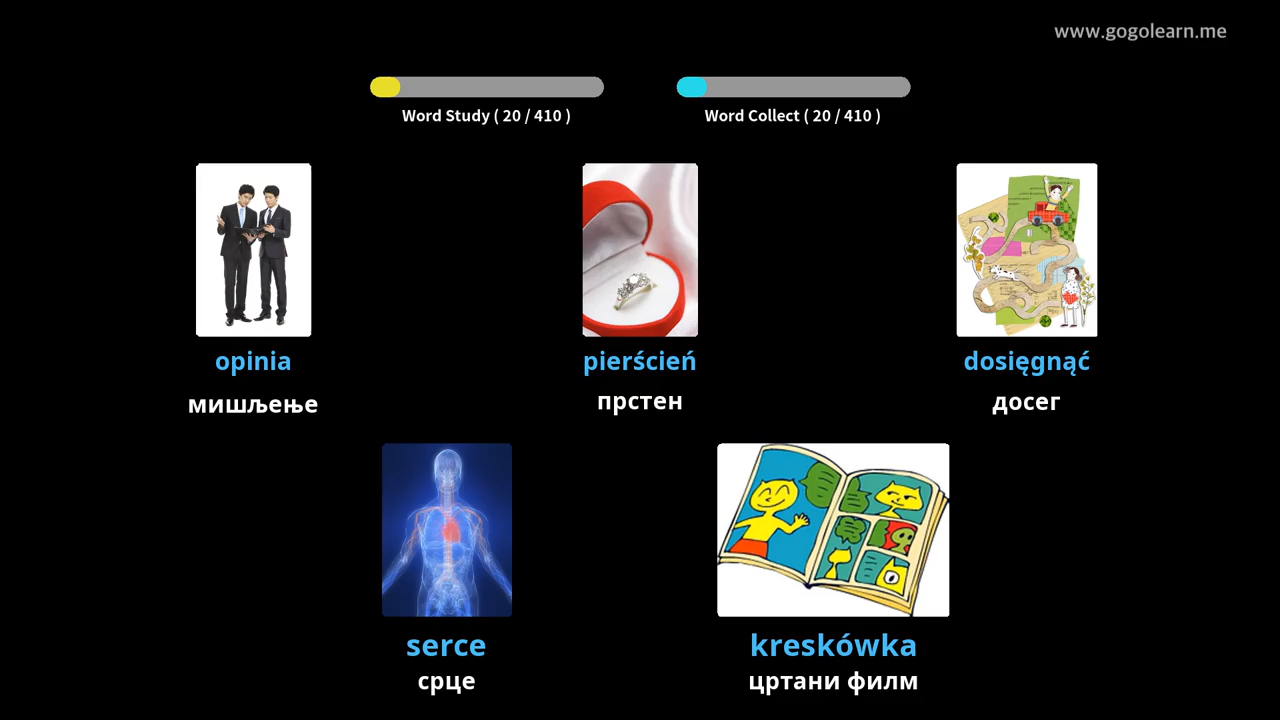 www.gogolearn.me
Word Study ( 20 / 410 )
Word Collect ( 20 / 410 )
opinia
pierścień
dosięgnąć
мишљење
прстен
досег
serce
kreskówka
срце
цртани филм